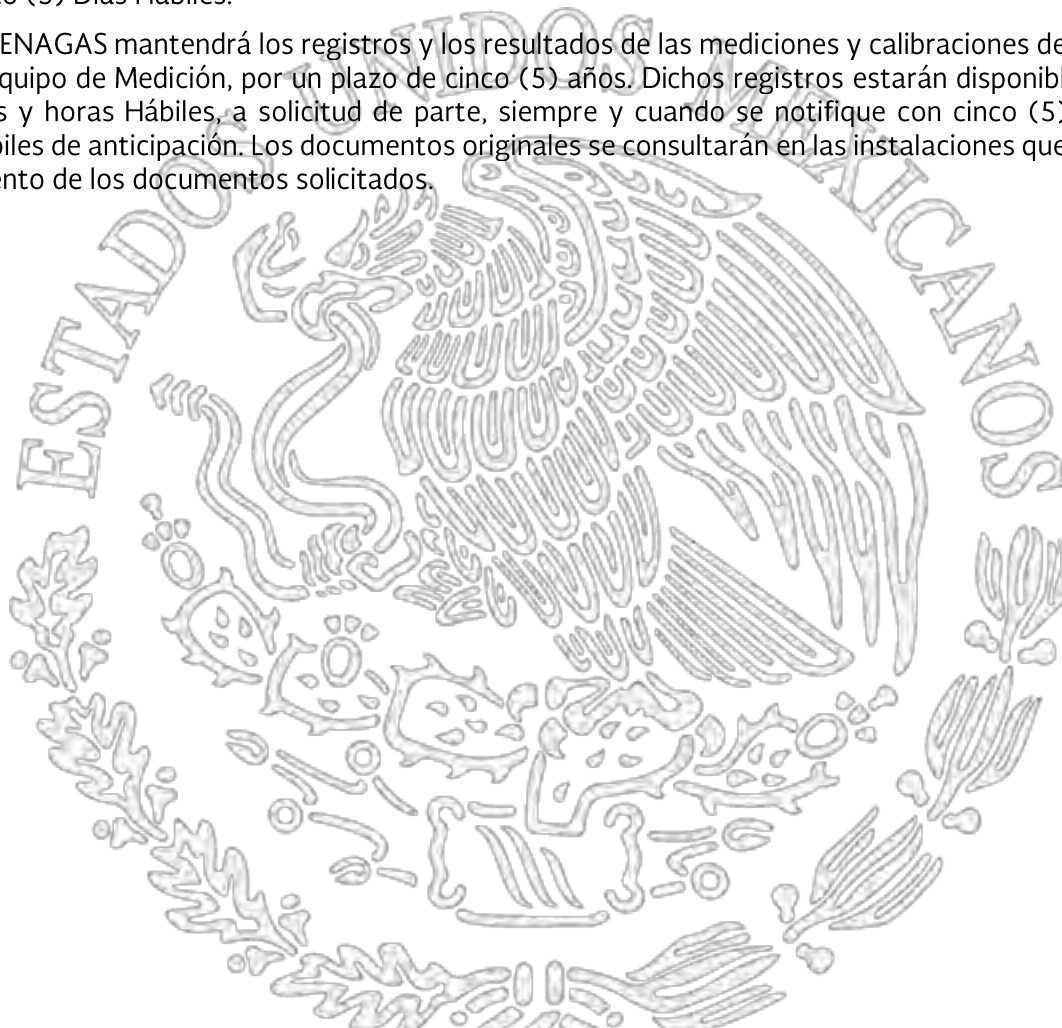 o (5) Días Hábiles.
ENAGAS mantendrá los registros y los resultados de las mediciones y calibraciones de
quipo de Medición, por un plazo de cinco (5) años. Dichos registros estarán disponibl
s y horas Hábiles, a solicitud de parte, siempre y cuando se notifique con cinco (5)
biles de anticipación. Los documentos originales se consultarán en las instalaciones que
ento de los documentos solicitados.
ESTADOS UNIDOS MEXICANOS